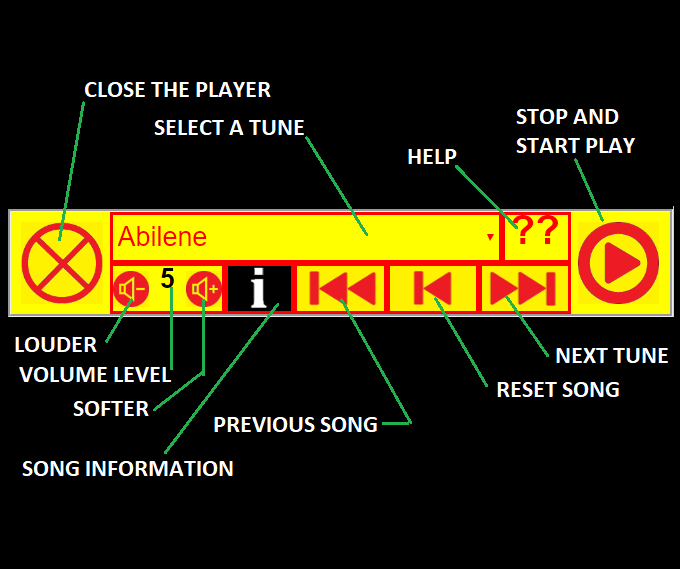 CLOSE THE PLAYER
SELECT A TUNE
STOP AND
START PLAY
HELP
Abilene
??
5
i
LOUDER
VOLUME LEVEL
SOFTER
NEXT TUNE
RESET SONG
PREVIOUS SONG
SONG INFORMATION